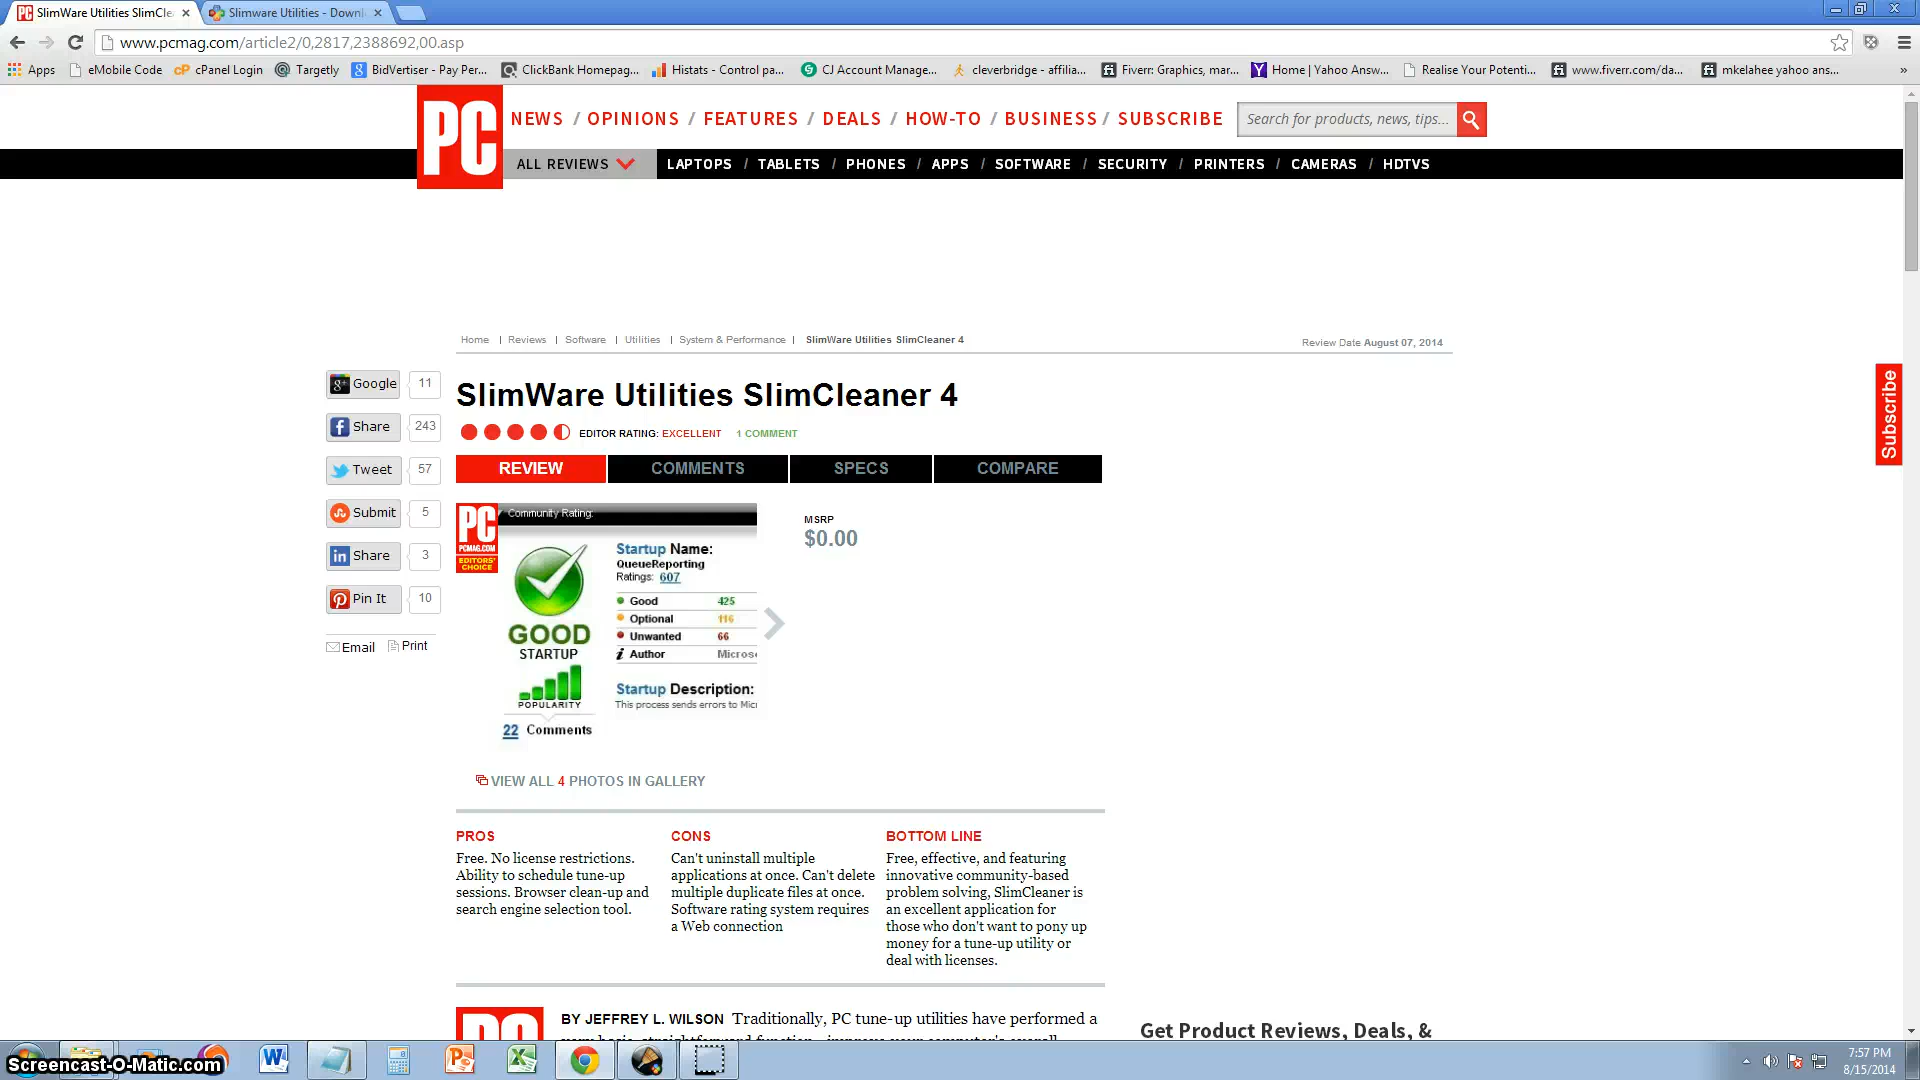 SlimWare Utilities SlimCle
Slimware Utilities - Downl
www.pcmag.com/article2/0,2817,2388692,00.asp
Apps
eMobile Code
cPanel Login
Targetly
BidVertiser - Pay Per...
ClickBank Homepag...
Histats - Control pa...
CJ Account Manage...
cleverbridge - affilia...
Fiverr: Graphics, mar...
Home | Yahoo Answ...
Realise Your Potenti...
www.fiverr.com/da...
mkelahee yahoo ans...
»
PC
NEWS / OPINIONS / FEATURES / DEALS / HOW-TO / BUSINESS / SUBSCRIBE
Search for products, news, tips...
ALL REVIEWS
LAPTOPS / TABLETS / PHONES / APPS / SOFTWARE / SECURITY / PRINTERS / CAMERAS / HDTVS
Home | Reviews | Software | Utilities | System & Performance | SlimWare Utilities SlimCleaner 4
Review Date August 07, 2014
Google 11
Share 243
Tweet 57
Submit 5
Share 3
Pin It 10
Email Print
Subscribe
SlimWare Utilities SlimCleaner 4
EDITOR RATING: EXCELLENT 1 COMMENT
REVIEW COMMENTS SPECS COMPARE
PC
PCMAG.COM
EDITORS'
CHOICE
Community Rating:
GOOD
STARTUP
POPULARITY
22 Comments
Startup Name:
QueueReporting
Ratings: 607
Good 425
Optional 116
Unwanted 66
Author Micros
Startup Description:
This process sends errors to Mic
MSRP
$0.00
VIEW ALL 4 PHOTOS IN GALLERY
PROS
Free. No license restrictions.
Ability to schedule tune-up
sessions. Browser clean-up and
search engine selection tool.
CONS
Can't uninstall multiple
applications at once. Can't delete
multiple duplicate files at once.
Software rating system requires
a Web connection
BOTTOM LINE
Free, effective, and featuring
innovative community-based
problem solving, SlimCleaner is
an excellent application for
those who don't want to pony up
money for a tune-up utility or
deal with licenses.
PC
BY JEFFREY L. WILSON Traditionally, PC tune-up utilities have performed a
Get Product Reviews, Deals, &
Screencast-O-Matic.com
7:57 PM
8/15/2014